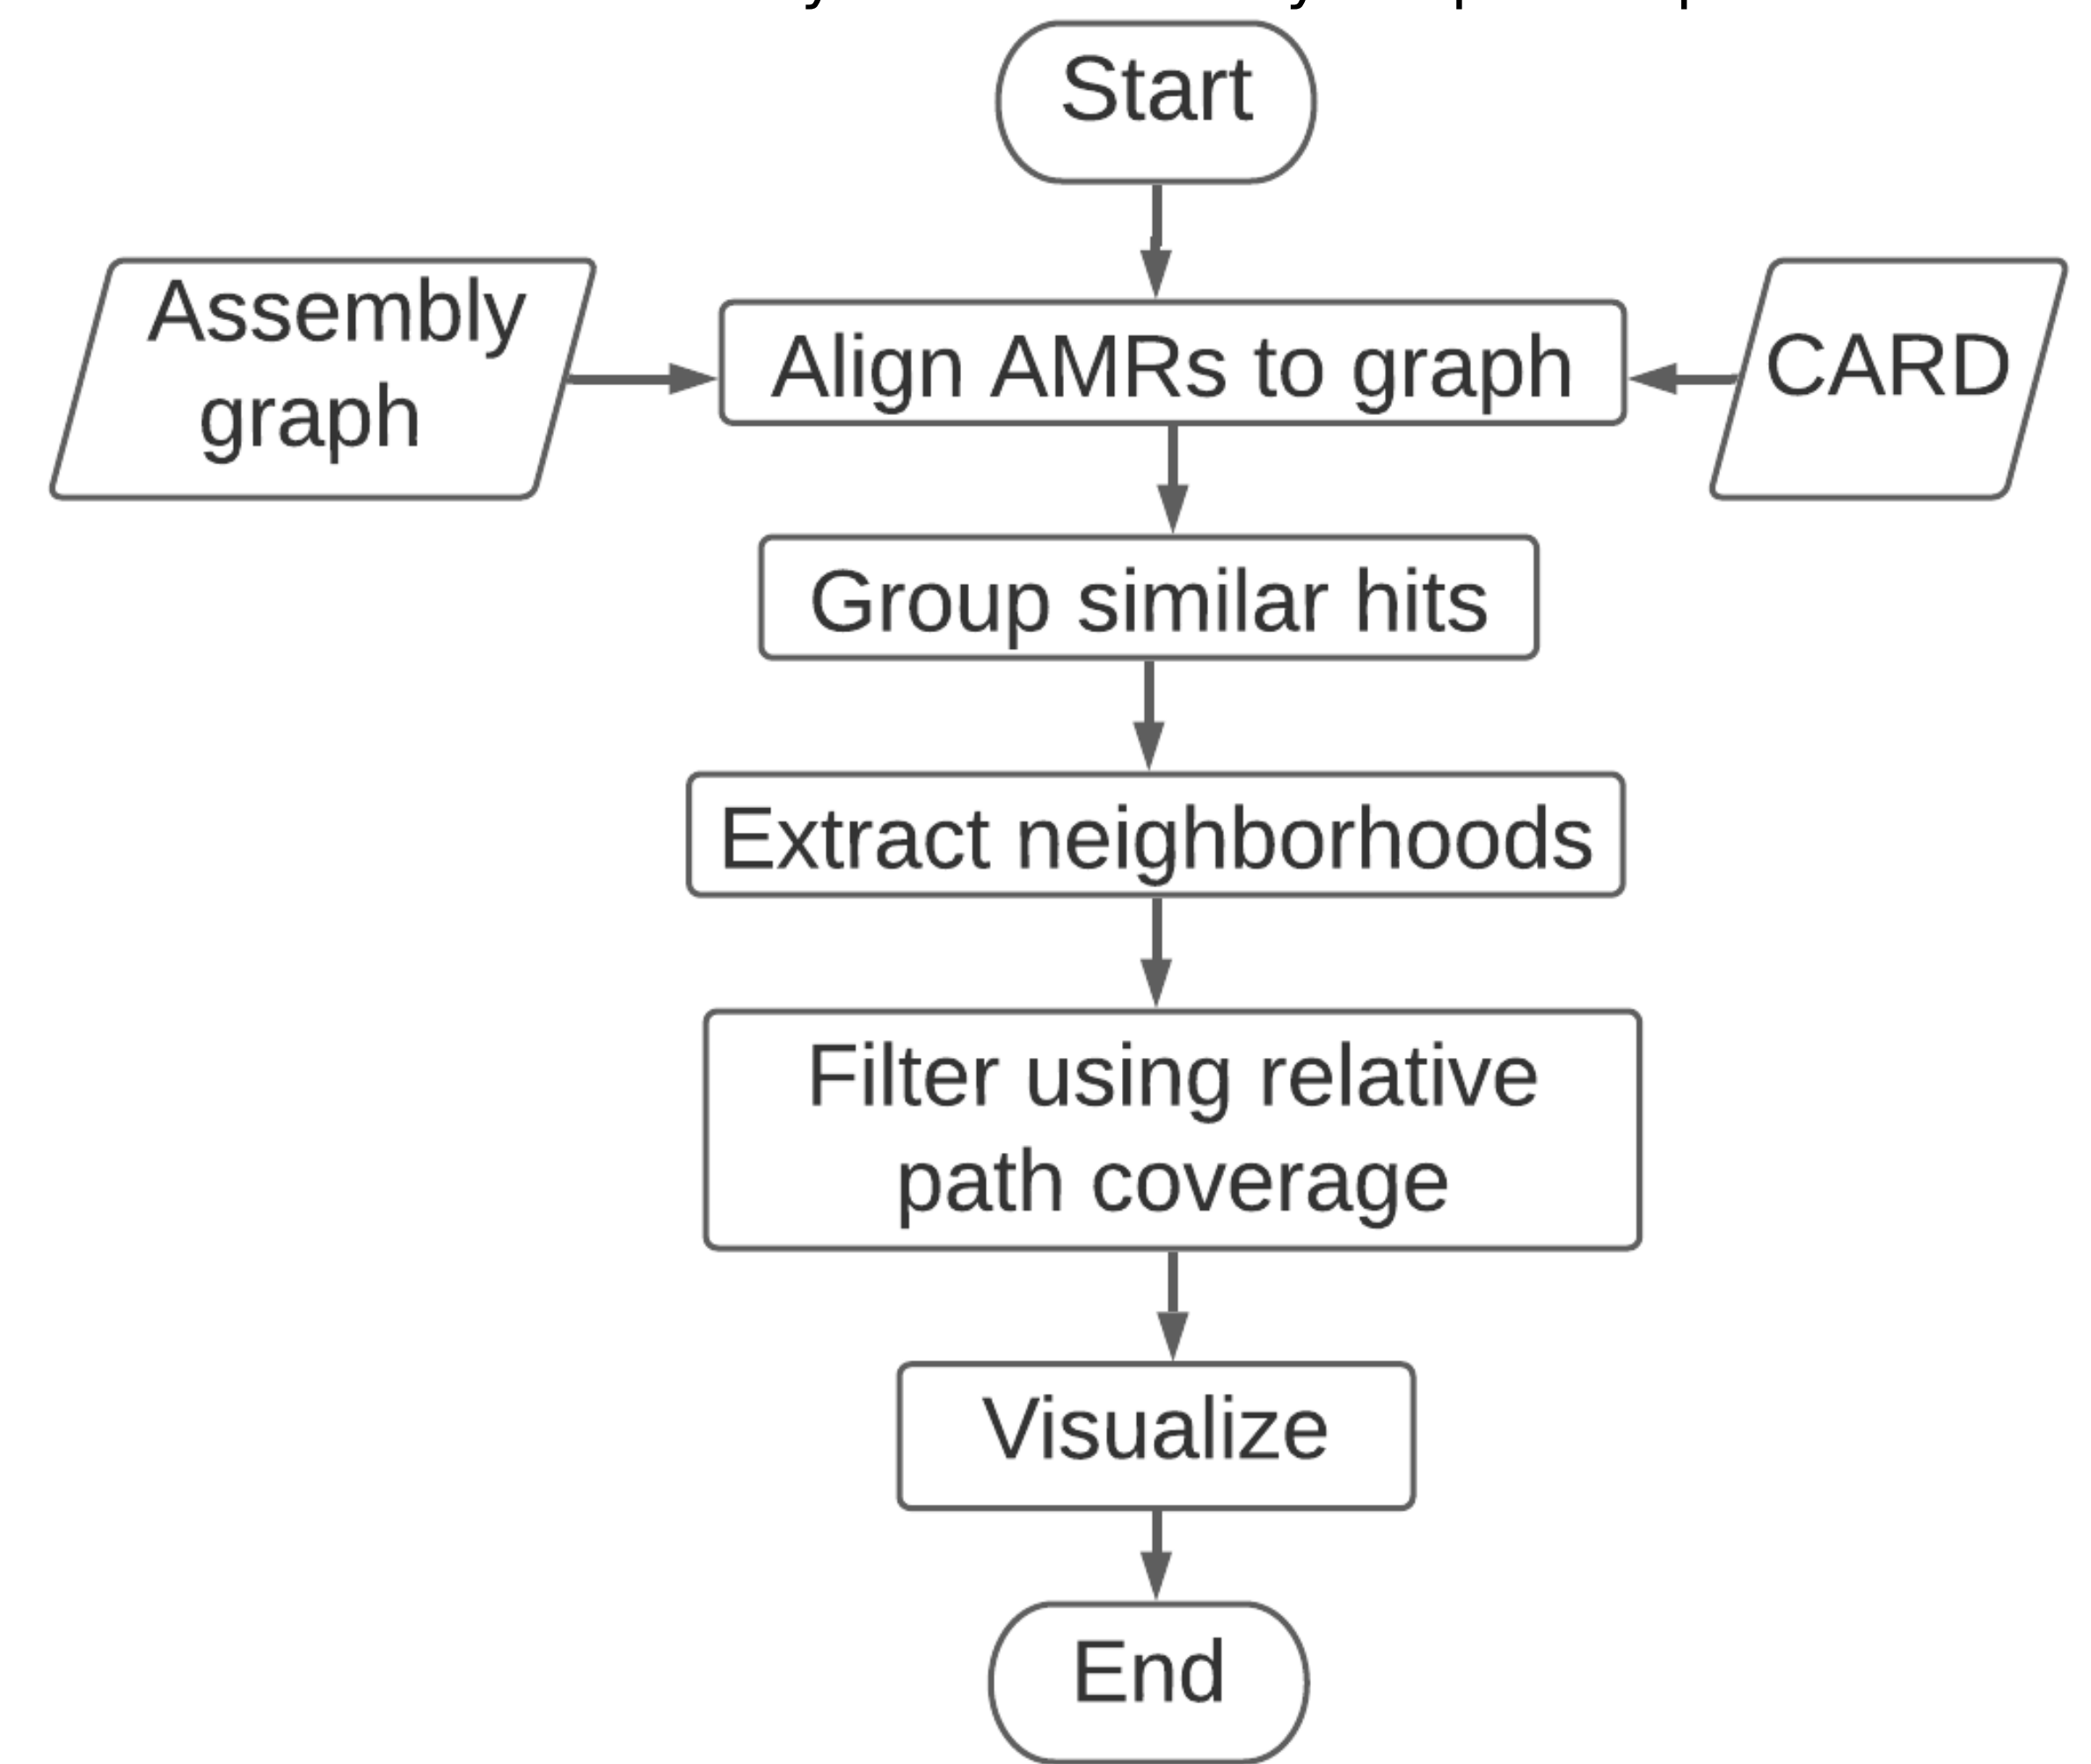 Start
Assembly
graph
Align AMRs to graph
CARD
Group similar hits
Extract neighborhoods
Filter using relative
path coverage
Visualize
End